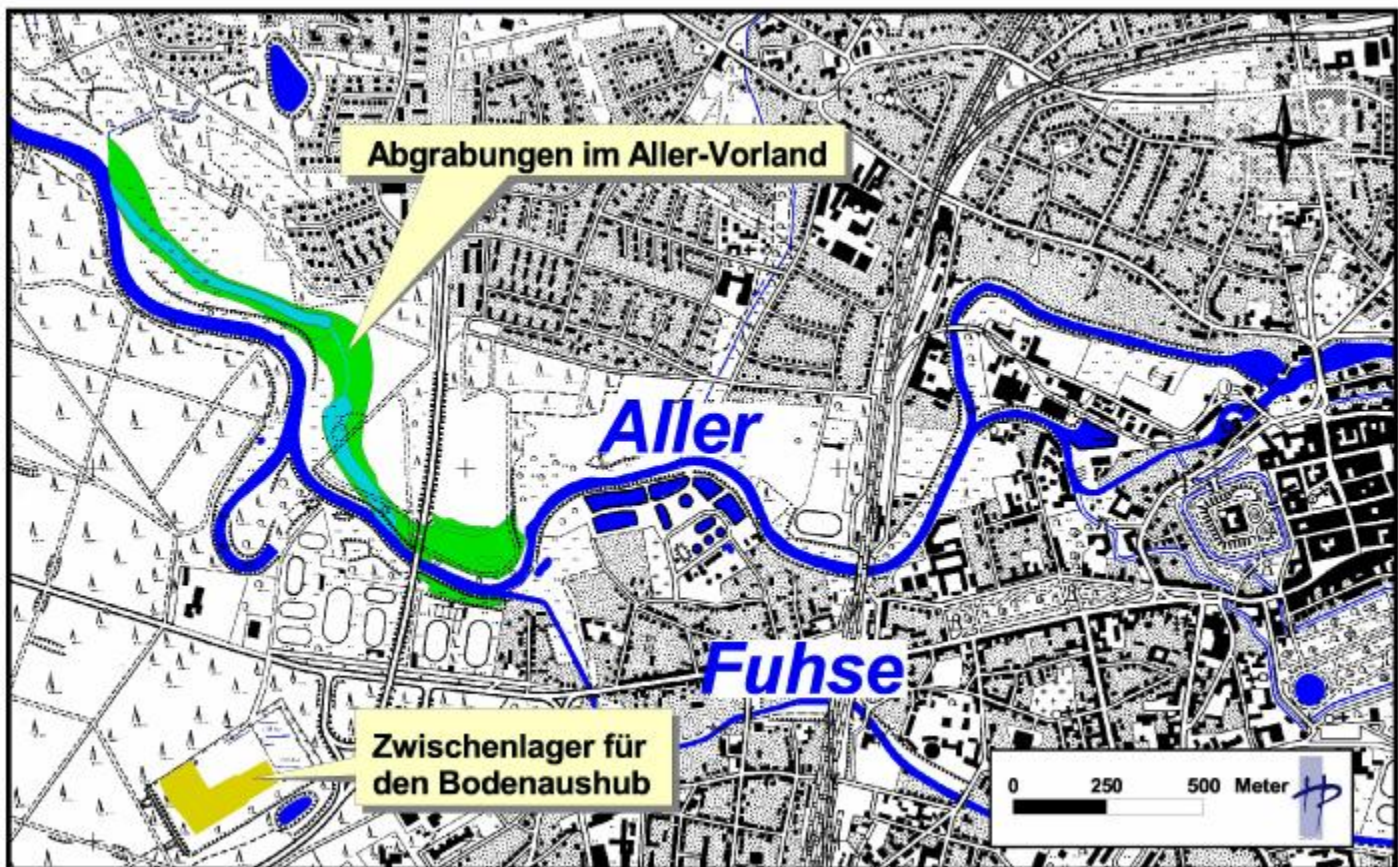 Abgrabungen im Aller-Vorland
Aller
Fuhse
Zwischenlager für
den Bodenaushub
0 250 500 Meter